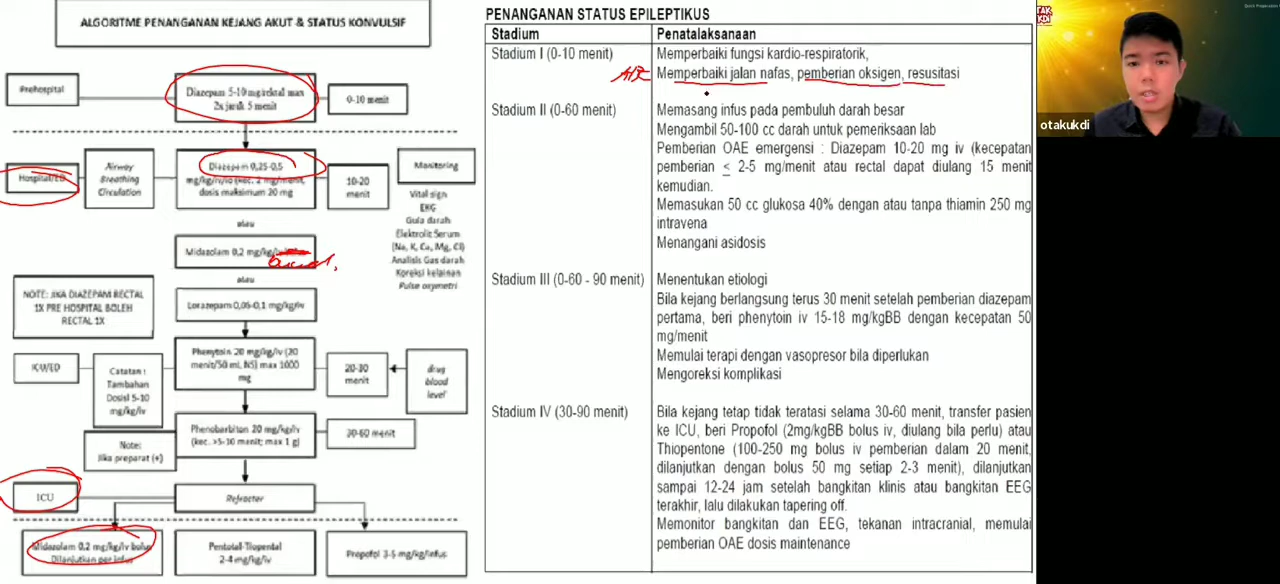 ALGORITME PENANGANAN KEJANG AKUT & STATUS KONVULSIF
Prehospital
Diazepam 5-10 mg/rektal max
2x jarak 5 menit
0-10 menit
Hospital/ED
Airway
Breathing
Circulation
Diazepam 0,25-0,5
mg/kg/iv/io (kec. 2 mg/menit,
dosis maksimum 20 mg
10-20
menit
Monitoring
Vital sign
EKG
Gula darah
Elektrolit Serum
(Na, K, Ca, Mg, Cl)
Analisis Gas darah
Koreksi kelainan
Pulse oxymetri
atau
Midazolam 0,2 mg/kg/
atau
Lorazepam 0,05-0,1 mg/kg/iv
NOTE: JIKA DIAZEPAM RECTAL
1X PRE HOSPITAL BOLEH
RECTAL 1X
ICU/ED
Catatan :
Tambahan
Dosisi 5-10
mg/kg/iv
Phenytoin 20 mg/kg/iv (20
menit/50 ml, NS) max 1000
mg
20-30
menit
drug
blood
level
Note:
Jika preparat (+)
Phenobarbiton 20 mg/kg/iv
(kec. >5-10 menit; max 1 g)
30-60 menit
ICU
Refracter
Midazolam 0,2 mg/kg/iv bolus
Dilanjutkan per infus
Pentotal-Tiopental
2-4 mg/kg/iv
Propofol 3-5 mg/kg/infus
PENANGANAN STATUS EPILEPTIKUS
Stadium Penatalaksanaan
Stadium I (0-10 menit) Memperbaiki fungsi kardio-respiratorik,
Memperbaiki jalan nafas, pemberian oksigen, resusitasi
Stadium II (0-60 menit) Memasang infus pada pembuluh darah besar
Mengambil 50-100 cc darah untuk pemeriksaan lab
Pemberian OAE emergensi : Diazepam 10-20 mg iv (kecepatan
pemberian < 2-5 mg/menit atau rectal dapat diulang 15 menit
kemudian.
Memasukan 50 cc glukosa 40% dengan atau tanpa thiamin 250 mg
intravena
Menangani asidosis
Stadium III (0-60 - 90 menit) Menentukan etiologi
Bila kejang berlangsung terus 30 menit setelah pemberian diazepam
pertama, beri phenytoin iv 15-18 mg/kgBB dengan kecepatan 50
mg/menit
Memulai terapi dengan vasopresor bila diperlukan
Mengoreksi komplikasi
Stadium IV (30-90 menit) Bila kejang tetap tidak teratasi selama 30-60 menit, transfer pasien
ke ICU, beri Propofol (2mg/kgBB bolus iv, diulang bila perlu) atau
Thiopentone (100-250 mg bolus iv pemberian dalam 20 menit,
dilanjutkan dengan bolus 50 mg setiap 2-3 menit), dilanjutkan
sampai 12-24 jam setelah bangkitan klinis atau bangkitan EEG
terakhir, lalu dilakukan tapering off.
Memonitor bangkitan dan EEG, tekanan intracranial, memulai
pemberian OAE dosis maintenance
otakukdi